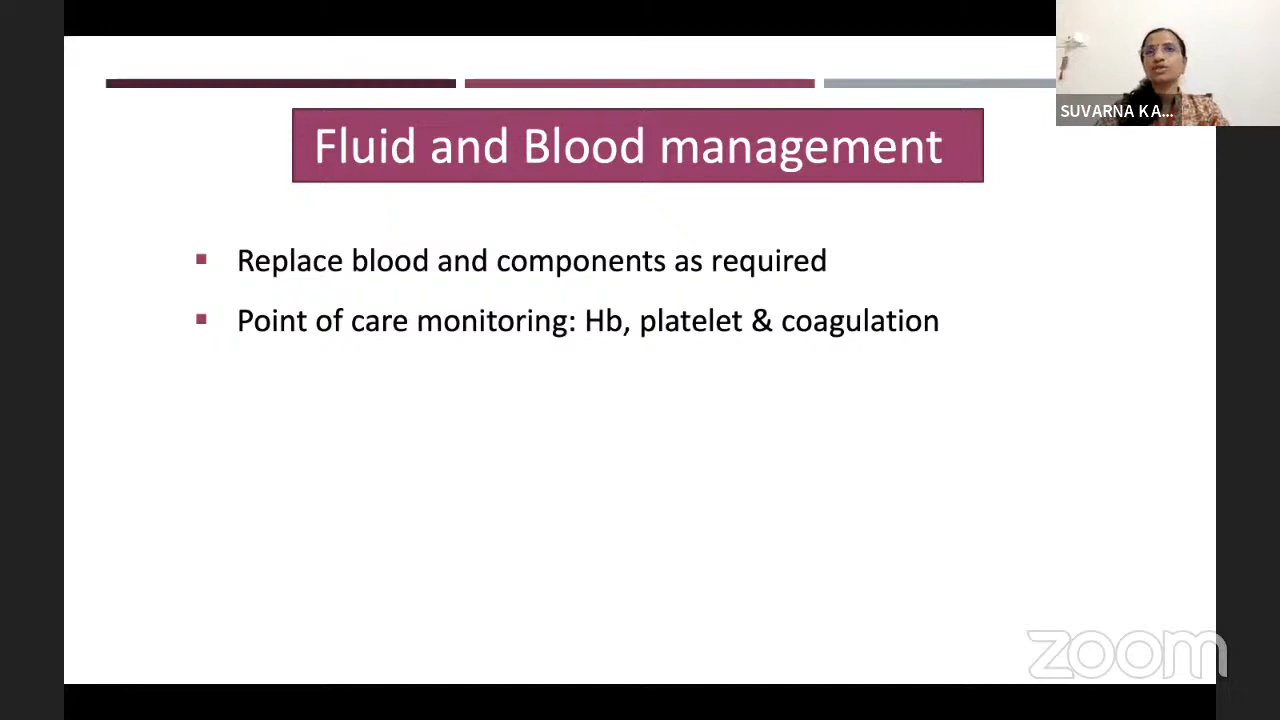 SUVARNA K A...
Fluid and Blood management
Replace blood and components as required
Point of care monitoring: Hb, platelet & coagulation
zoom